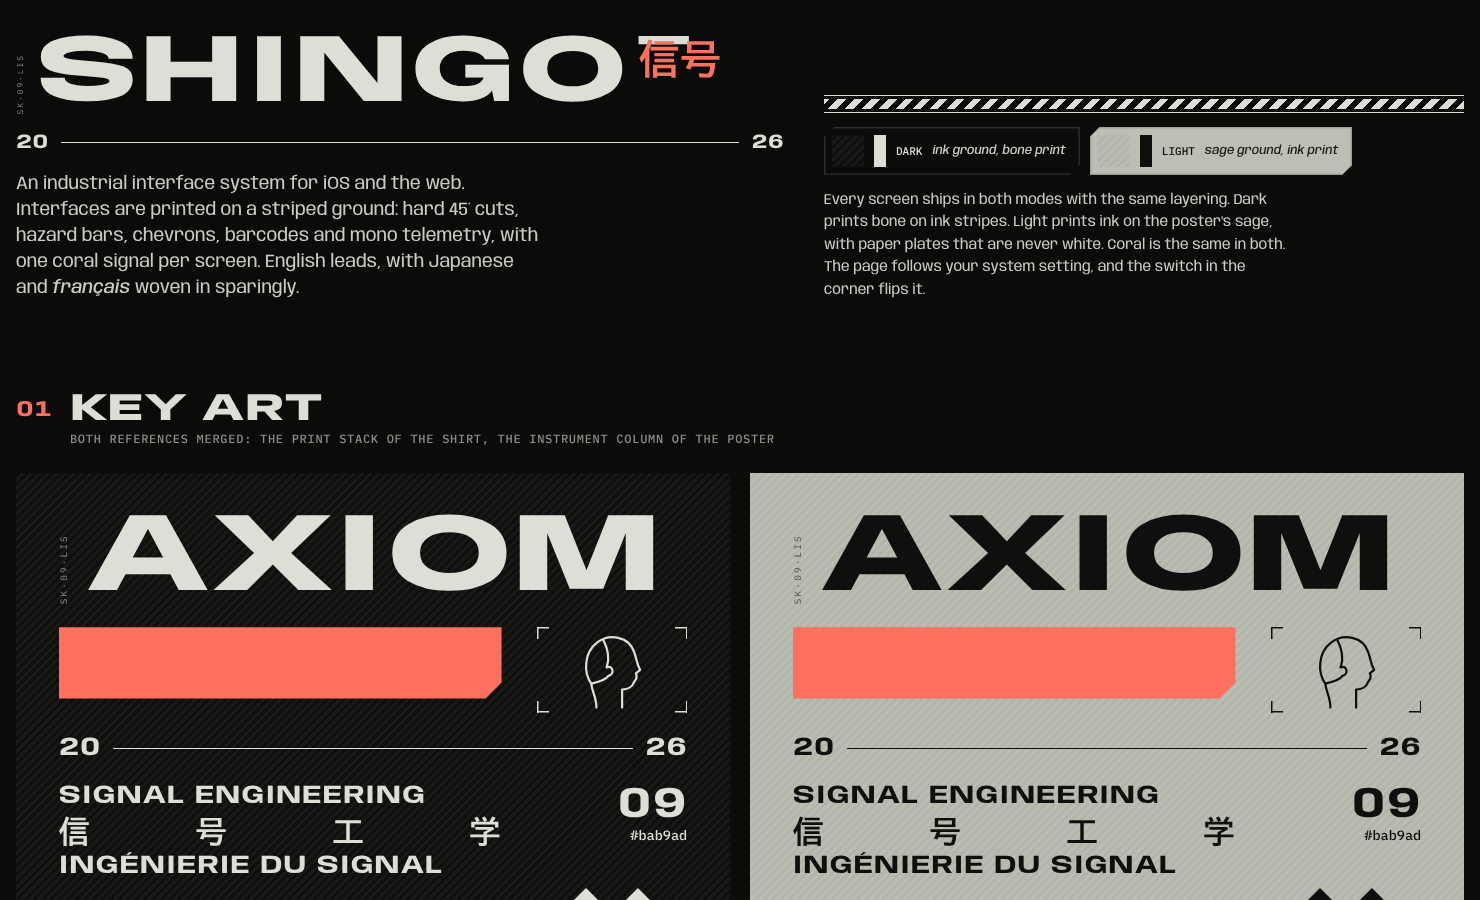 SK·09·LIS
SHINGO
信号
20 26
An industrial interface system for iOS and the web.
Interfaces are printed on a striped ground: hard 45° cuts,
hazard bars, chevrons, barcodes and mono telemetry, with
one coral signal per screen. English leads, with Japanese
and français woven in sparingly.
DARK ink ground, bone print
LIGHT sage ground, ink print
Every screen ships in both modes with the same layering. Dark
prints bone on ink stripes. Light prints ink on the poster's sage,
with paper plates that are never white. Coral is the same in both.
The page follows your system setting, and the switch in the
corner flips it.
01 KEY ART
BOTH REFERENCES MERGED: THE PRINT STACK OF THE SHIRT, THE INSTRUMENT COLUMN OF THE POSTER
SK·09·LIS
AXIOM
20 26
SIGNAL ENGINEERING
信号工学
INGÉNIERIE DU SIGNAL
09
#bab9ad
SK·09·LIS
AXIOM
20 26
SIGNAL ENGINEERING
信号工学
INGÉNIERIE DU SIGNAL
09
#bab9ad